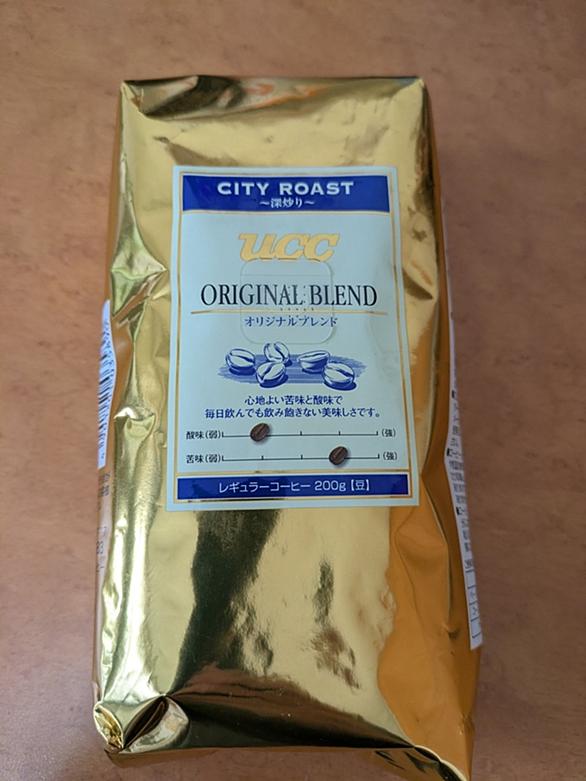 CITY ROAST
～深炒り～
UCC
ORIGINAL BLEND
オリジナルブレンド
心地よい苦味と酸味で
毎日飲んでも飲み飽きない美味しさです。
酸味(弱) (強)
苦味(弱) (強)
レギュラーコーヒー 200g【豆】